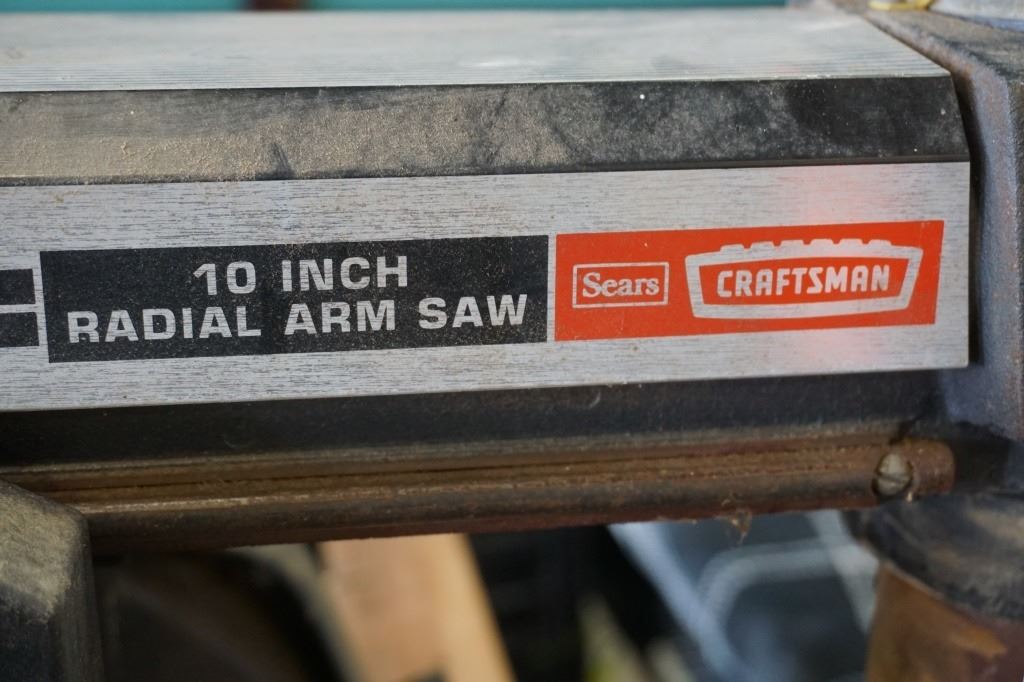 10 INCH
RADIAL ARM SAW
Sears
CRAFTSMAN